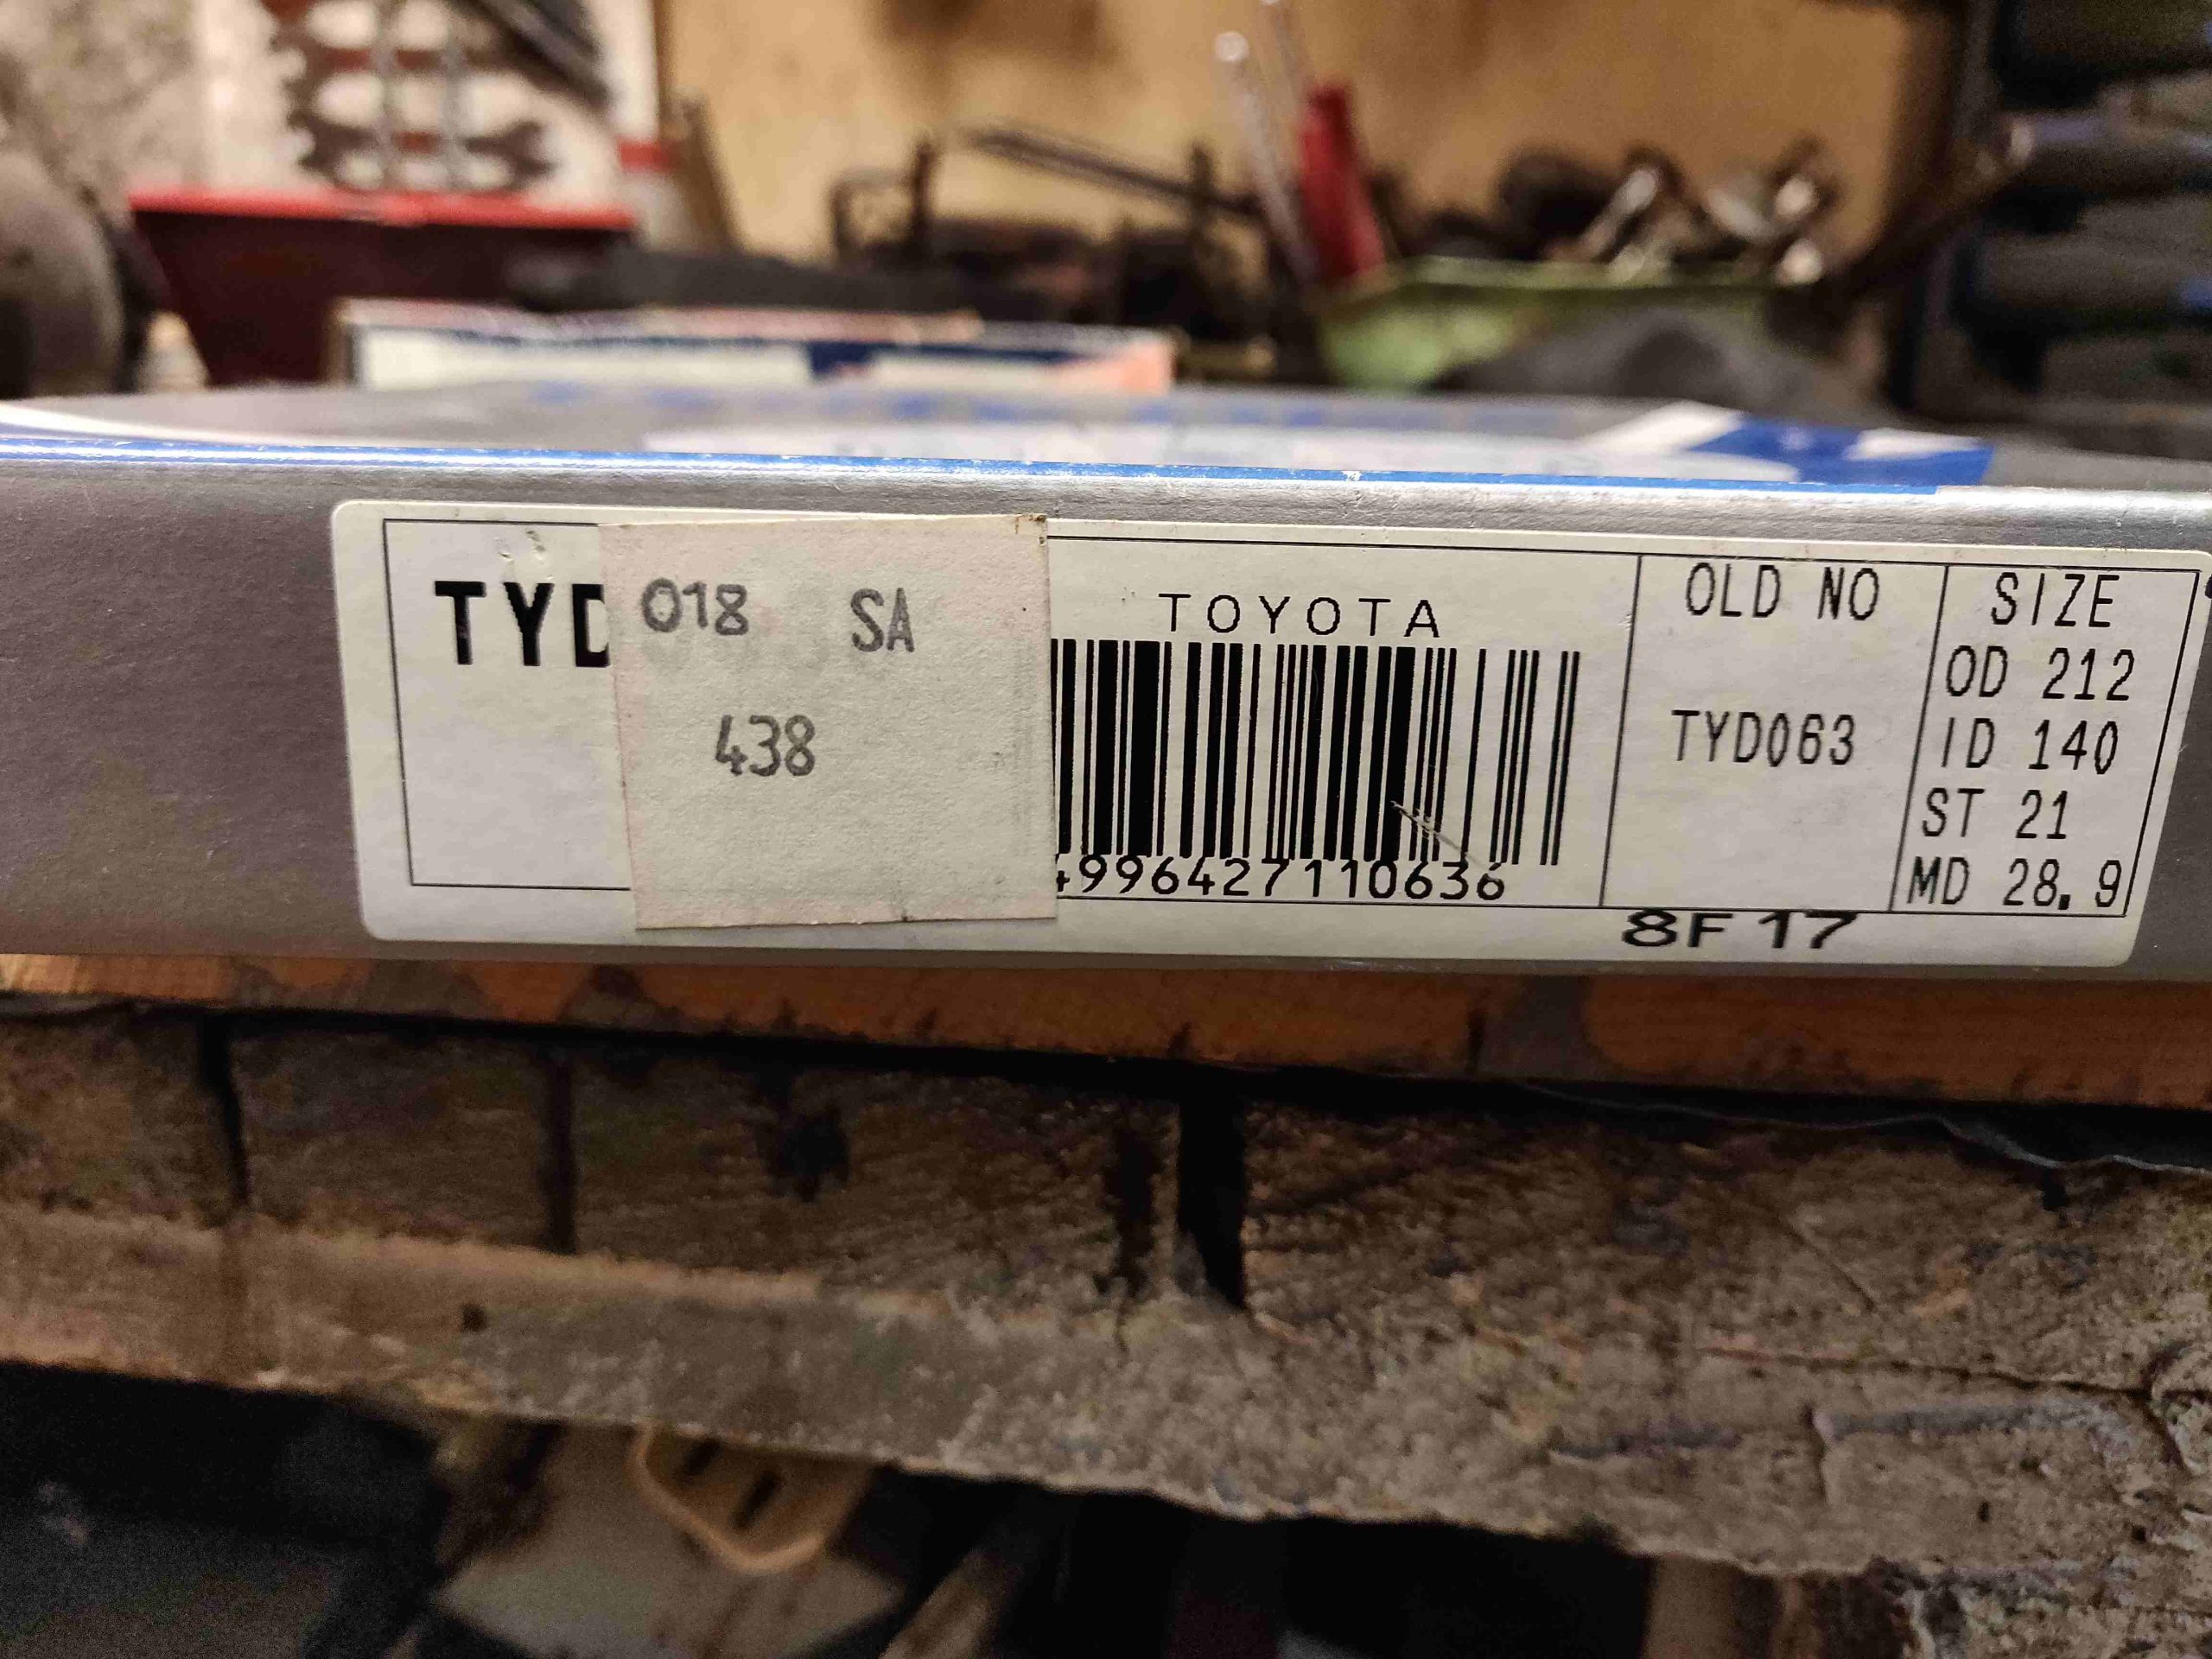 TYD
018 SA
438
TOYOTA
4996427110636
OLD NO
TYD063
SIZE
OD 212
ID 140
ST 21
MD 28.9
8F17